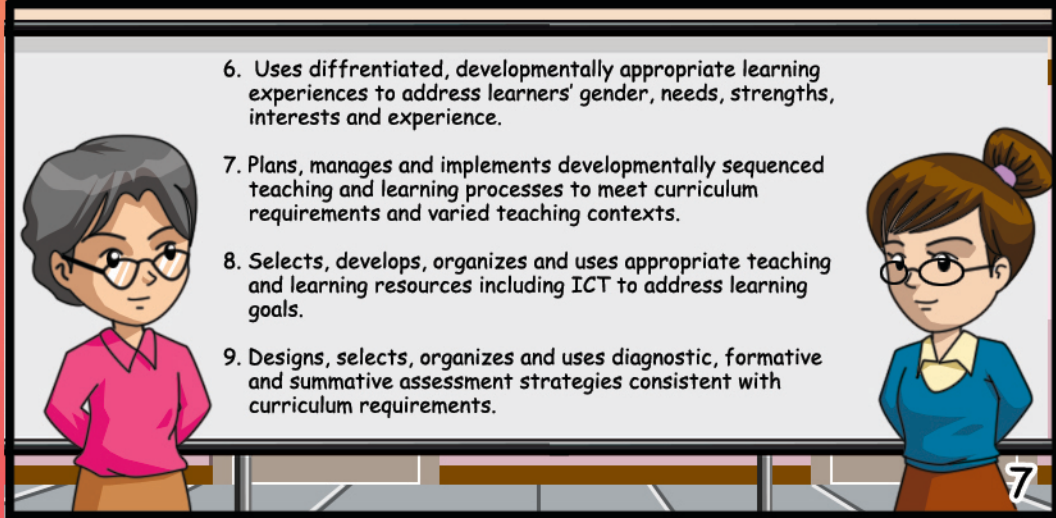 6. Uses diffrentiated, developmentally appropriate learning
experiences to address learners' gender, needs, strengths,
interests and experience.
7. Plans, manages and implements developmentally sequenced
teaching and learning processes to meet curriculum
requirements and varied teaching contexts.
8. Selects, develops, organizes and uses appropriate teaching
and learning resources including ICT to address learning
goals.
9. Designs, selects, organizes and uses diagnostic, formative
and summative assessment strategies consistent with
curriculum requirements.
7